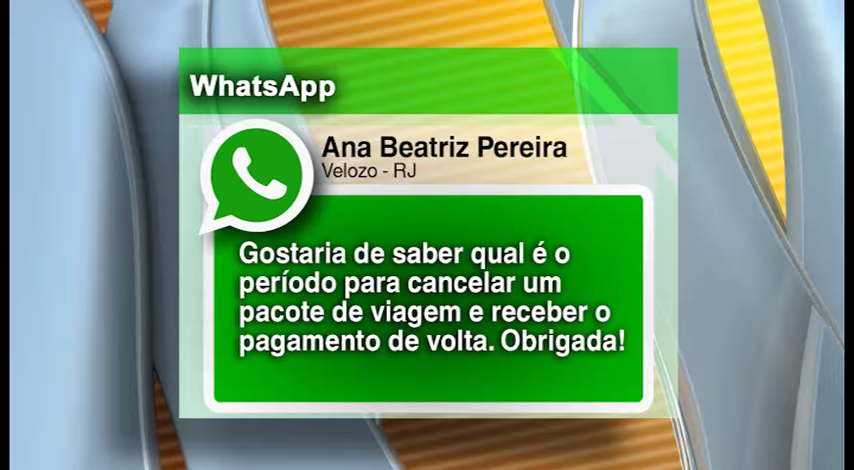 WhatsApp
Ana Beatriz Pereira
Velozo - RJ
Gostaria de saber qual é o
período para cancelar um
pacote de viagem e receber o
pagamento de volta. Obrigada!